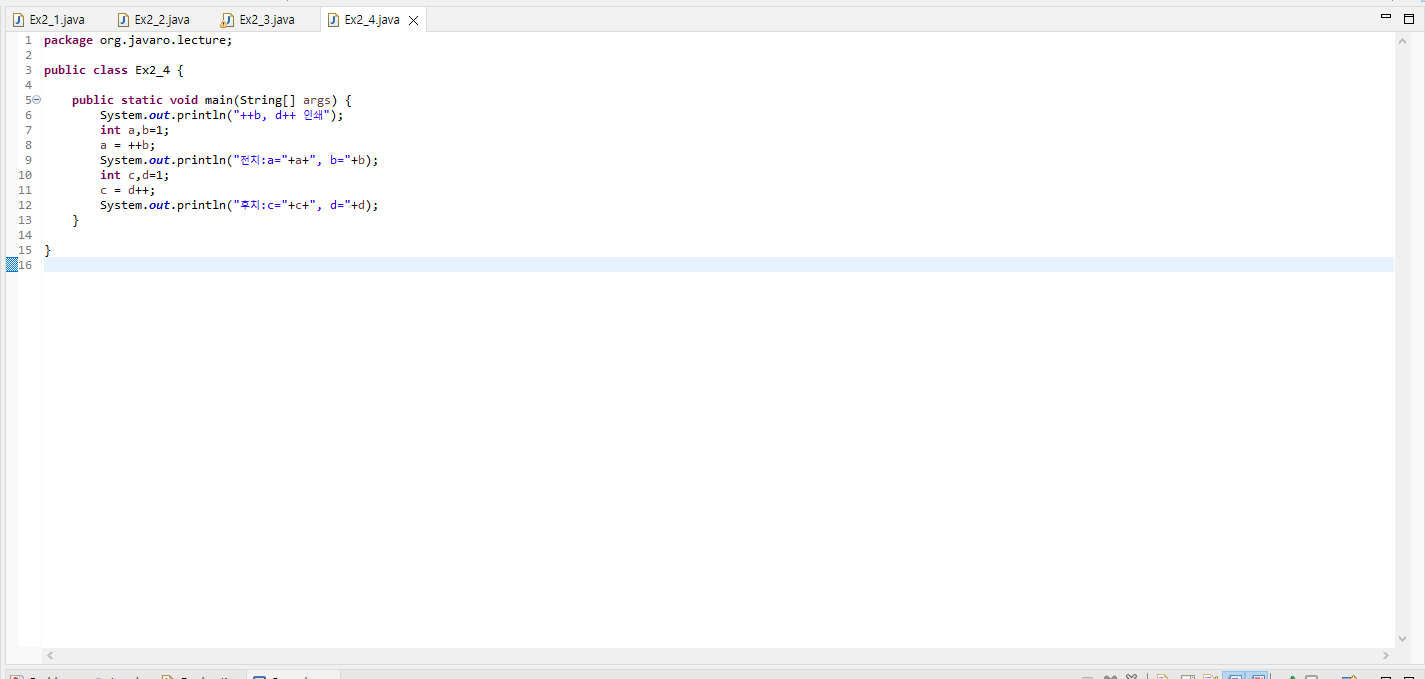 Ex2_1.java Ex2_2.java Ex2_3.java Ex2_4.java
1 package org.javaro.lecture;
2
3 public class Ex2_4 {
4
5 public static void main(String[] args) {
6 System.out.println("++b, d++ 인쇄");
7 int a,b=1;
8 a = ++b;
9 System.out.println("전치:a="+a+", b="+b);
10 int c,d=1;
11 c = d++;
12 System.out.println("후치:c="+c+", d="+d);
13 }
14
15 }
16